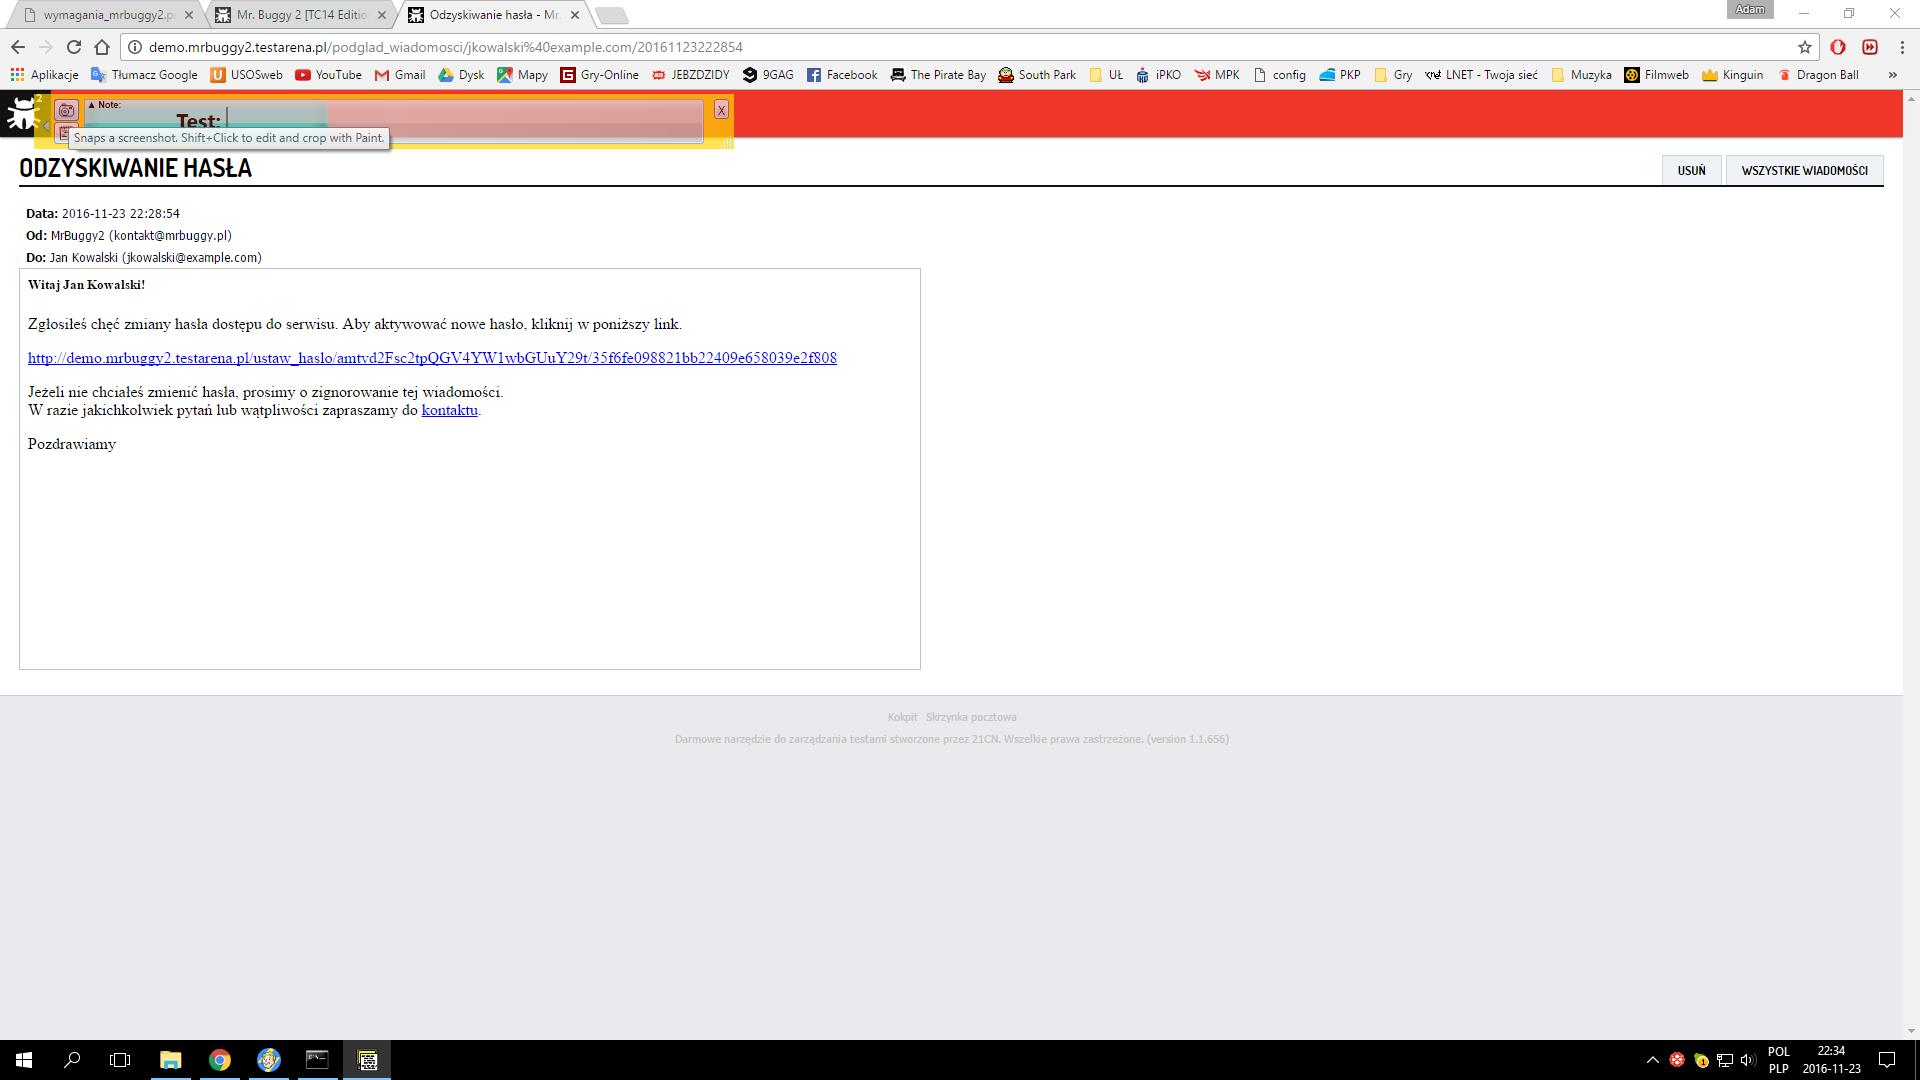 wymagania_mrbuggy2.p
Mr. Buggy 2 [TC14 Editio
Odzyskiwanie hasła - Mr.
Adam
demo.mrbuggy2.testarena.pl/podglad_wiadomosci/jkowalski%40example.com/20161123222854
Aplikacje
Tłumacz Google
USOSweb
YouTube
Gmail
Dysk
Mapy
Gry-Online
JEBZDZIDY
9GAG
Facebook
The Pirate Bay
South Park
UŁ
iPKO
MPK
config
PKP
Gry
LNET - Twoja sieć
Muzyka
Filmweb
Kinguin
Dragon Ball
»
2
▲ Note:
X
Test:
Snaps a screenshot. Shift+Click to edit and crop with Paint.
ODZYSKIWANIE HASŁA
USUŃ
WSZYSTKIE WIADOMOŚCI
Data: 2016-11-23 22:28:54
Od: MrBuggy2 (kontakt@mrbuggy.pl)
Do: Jan Kowalski (jkowalski@example.com)
Witaj Jan Kowalski!
Zgłosiłeś chęć zmiany hasła dostępu do serwisu. Aby aktywować nowe hasło, kliknij w poniższy link.
http://demo.mrbuggy2.testarena.pl/ustaw_haslo/amtvd2Fsc2tpQGV4YW1wbGUuY29t/35f6fe098821bb22409e658039e2f808
Jeżeli nie chciałeś zmienić hasła, prosimy o zignorowanie tej wiadomości.
W razie jakichkolwiek pytań lub wątpliwości zapraszamy do kontaktu.
Pozdrawiamy
Kokpit Skrzynka pocztowa
Darmowe narzędzie do zarządzania testami stworzone przez 21CN. Wszelkie prawa zastrzeżone. (version 1.1.656)
POL
PLP
22:34
2016-11-23